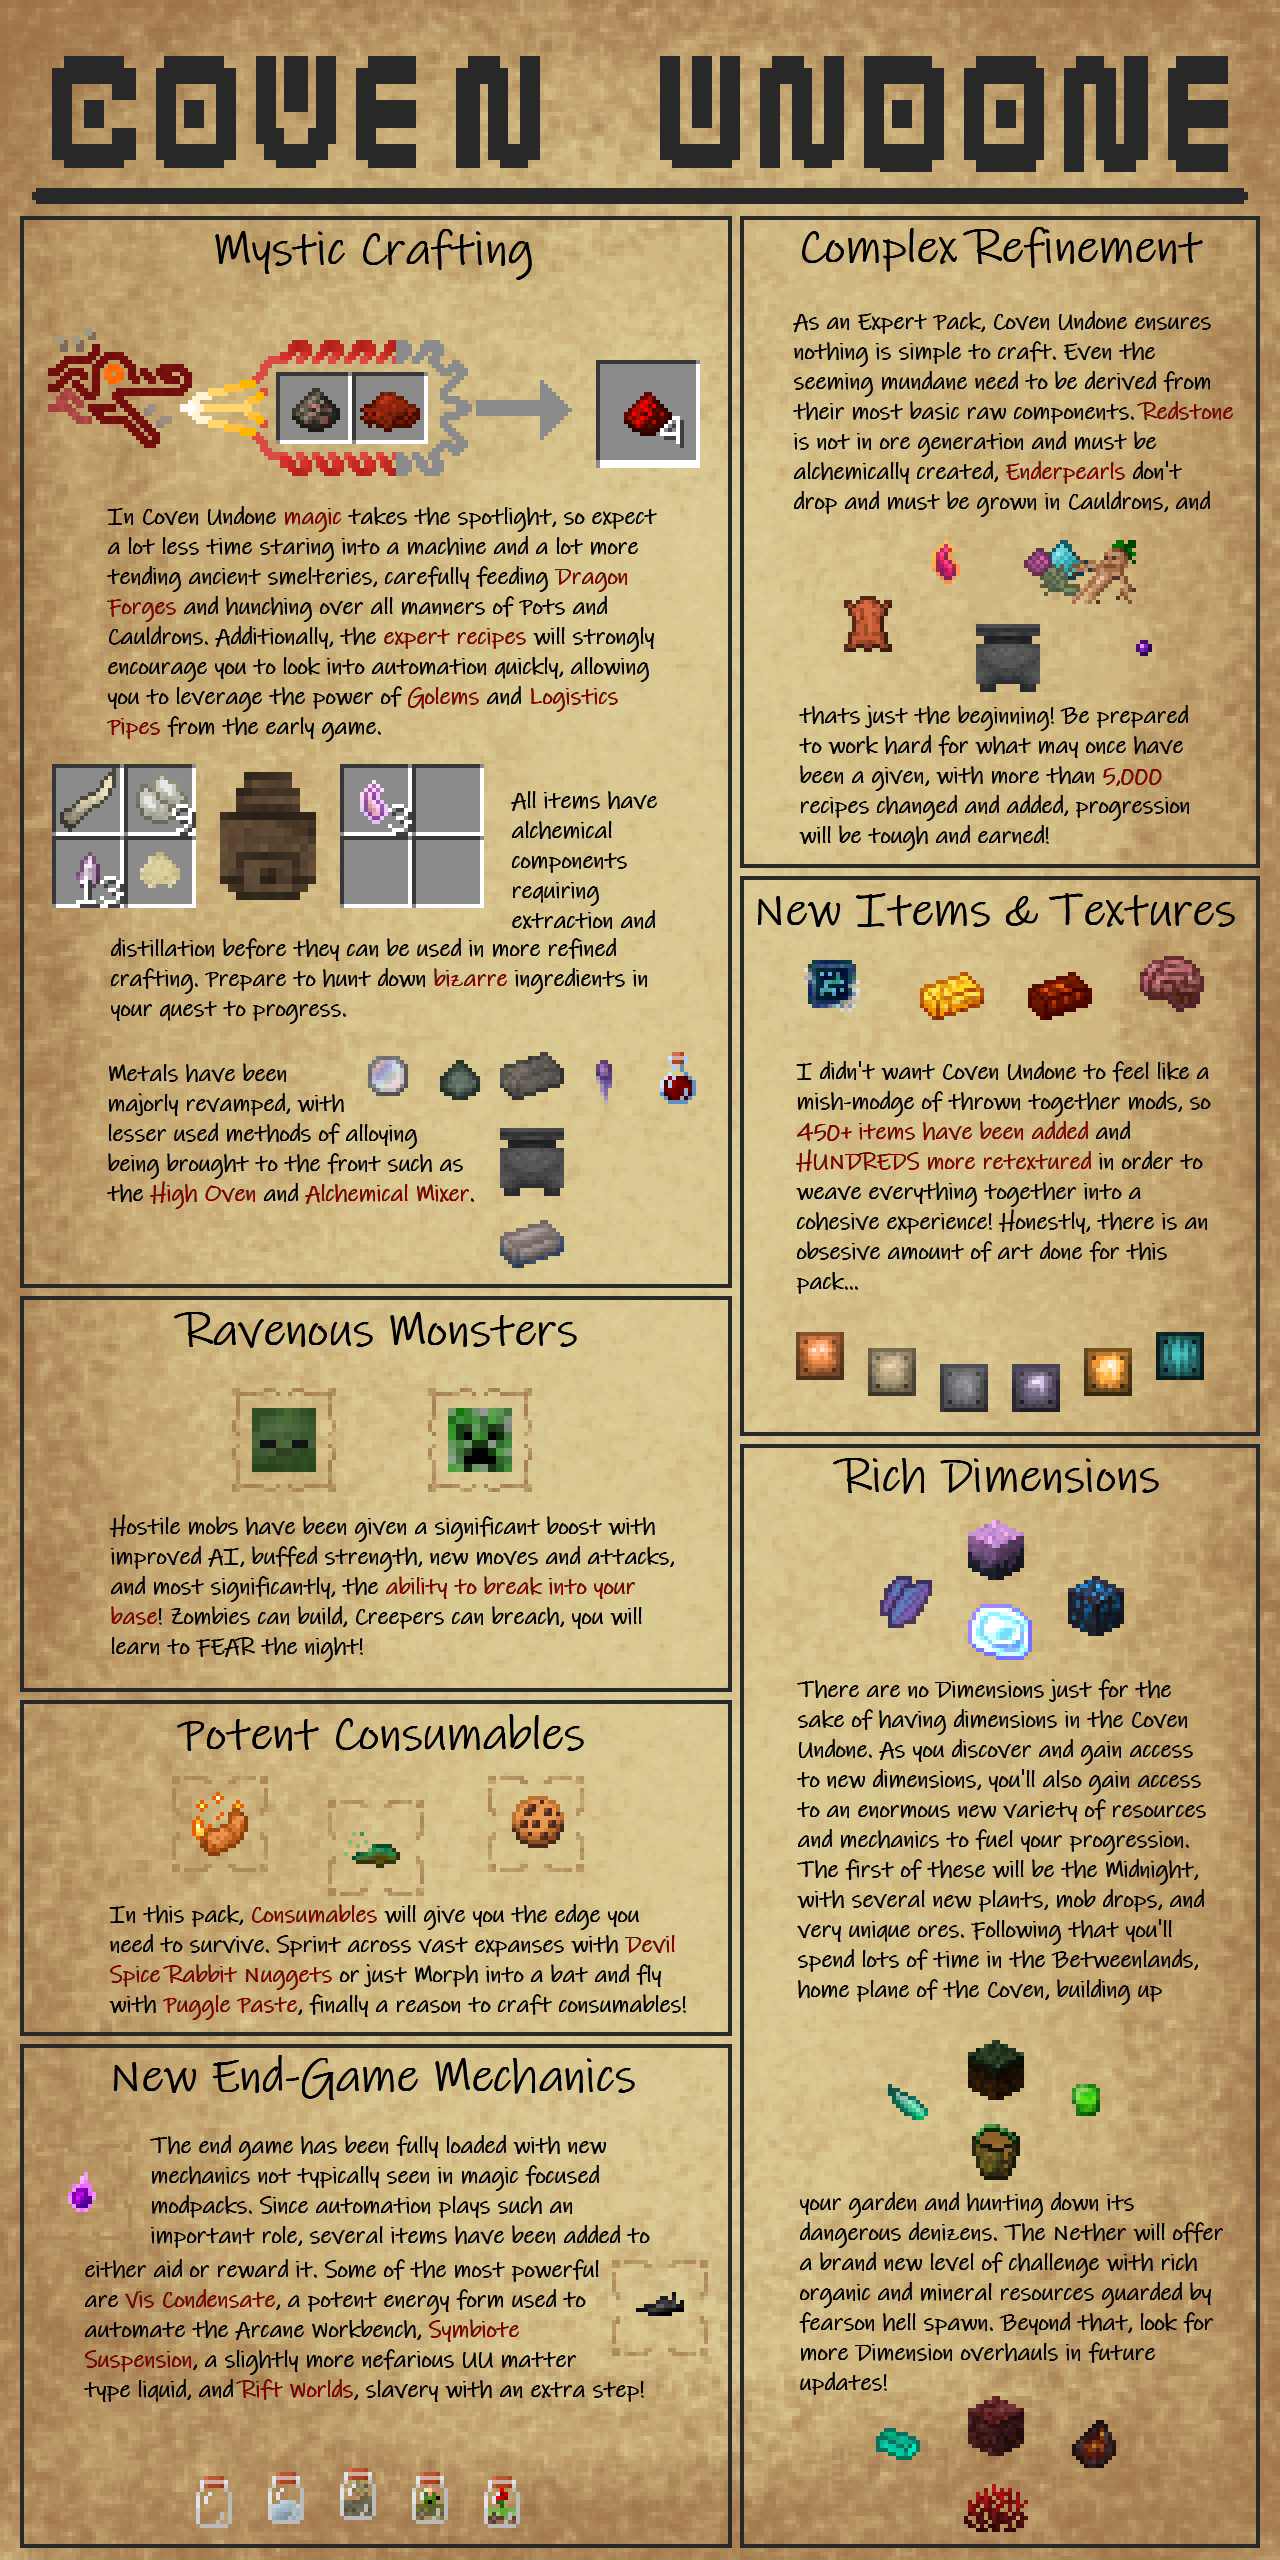 COVEN UNDONE
Mystic Crafting
4
In Coven Undone magic takes the spotlight, so expect
a lot less time staring into a machine and a lot more
tending ancient smelteries, carefully feeding Dragon
Forges and hunching over all manners of Pots and
Cauldrons. Additionally, the expert recipes will strongly
encourage you to look into automation quickly, allowing
you to leverage the power of Golems and Logistics
Pipes from the early game.
9
3
13
All items have
alchemical
components
requiring
extraction and
distillation before they can be used in more refined
crafting. Prepare to hunt down bizarre ingredients in
your quest to progress.
Metals have been
majorly revamped, with
lesser used methods of alloying
being brought to the front such as
the High Oven and Alchemical Mixer.
Ravenous Monsters
Hostile mobs have been given a significant boost with
improved AI, buffed strength, new moves and attacks,
and most significantly, the ability to break into your
base! Zombies can build, Creepers can breach, you will
learn to FEAR the night!
Potent Consumables
In this pack, Consumables will give you the edge you
need to survive. Sprint across vast expanses with Devil
Spice Rabbit Nuggets or just Morph into a bat and fly
with Puggle Paste, finally a reason to craft consumables!
New End-Game Mechanics
The end game has been fully loaded with new
mechanics not typically seen in magic focused
modpacks. Since automation plays such an
important role, several items have been added to
either aid or reward it. Some of the most powerful
are Vis Condensate, a potent energy form used to
automate the Arcane Workbench, Symbiote
Suspension, a slightly more nefarious UU matter
type liquid, and Rift Worlds, slavery with an extra step!
Complex Refinement
As an Expert Pack, Coven Undone ensures
nothing is simple to craft. Even the
seeming mundane need to be derived from
their most basic raw components. Redstone
is not in ore generation and must be
alchemically created, Enderpearls don't
drop and must be grown in Cauldrons, and
thats just the beginning! Be prepared
to work hard for what may once have
been a given, with more than 5,000
recipes changed and added, progression
will be tough and earned!
New Items & Textures
I didn't want Coven Undone to feel like a
mish-modge of thrown together mods, so
450+ items have been added and
HUNDREDS more retextured in order to
weave everything together into a
cohesive experience! Honestly, there is an
obsesive amount of art done for this
pack...
Rich Dimensions
There are no Dimensions just for the
sake of having dimensions in the Coven
Undone. As you discover and gain access
to new dimensions, you'll also gain access
to an enormous new variety of resources
and mechanics to fuel your progression.
The first of these will be the Midnight,
with several new plants, mob drops, and
very unique ores. Following that you'll
spend lots of time in the Betweenlands,
home plane of the Coven, building up
your garden and hunting down its
dangerous denizens. The Nether will offer
a brand new level of challenge with rich
organic and mineral resources guarded by
fearson hell spawn. Beyond that, look for
more Dimension overhauls in future
updates!